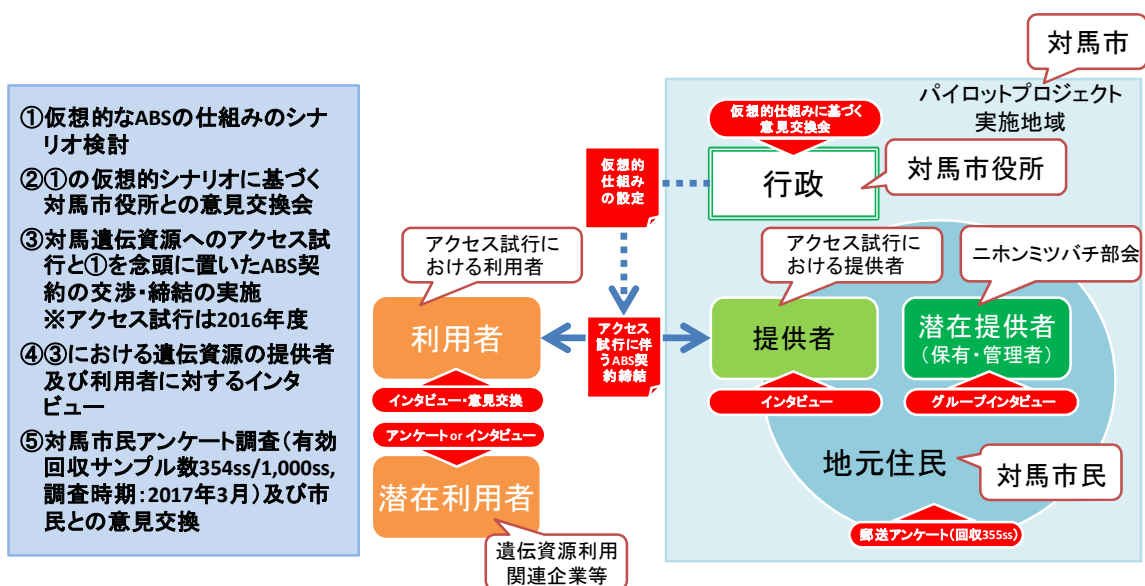 ①仮想的なABSの仕組みのシナ
リオ検討
②①の仮想的シナリオに基づく
対馬市役所との意見交換会
③対馬遺伝資源へのアクセス試
行と①を念頭に置いたABS契
約の交渉・締結の実施
※アクセス試行は2016年度
④③における遺伝資源の提供者
及び利用者に対するインタ
ビュー
⑤対馬市民アンケート調査（有効
回収サンプル数354ss/1,000ss,
調査時期：2017年3月）及び市
民との意見交換
対馬市
パイロットプロジェクト
実施地域
仮想的仕組みに基づく
意見交換会
行政
対馬市役所
仮想的
仕組み
の設定
アクセス試行に
おける利用者
アクセス試行に
おける提供者
ニホンミツバチ部会
利用者
アクセス
試行に伴
うABS契
約締結
提供者
潜在提供者
（保有・管理者）
インタビュー・意見交換
インタビュー
グループインタビュー
アンケートorインタビュー
潜在利用者
地元住民
対馬市民
遺伝資源利用
関連企業等
郵送アンケート（回収355ss）